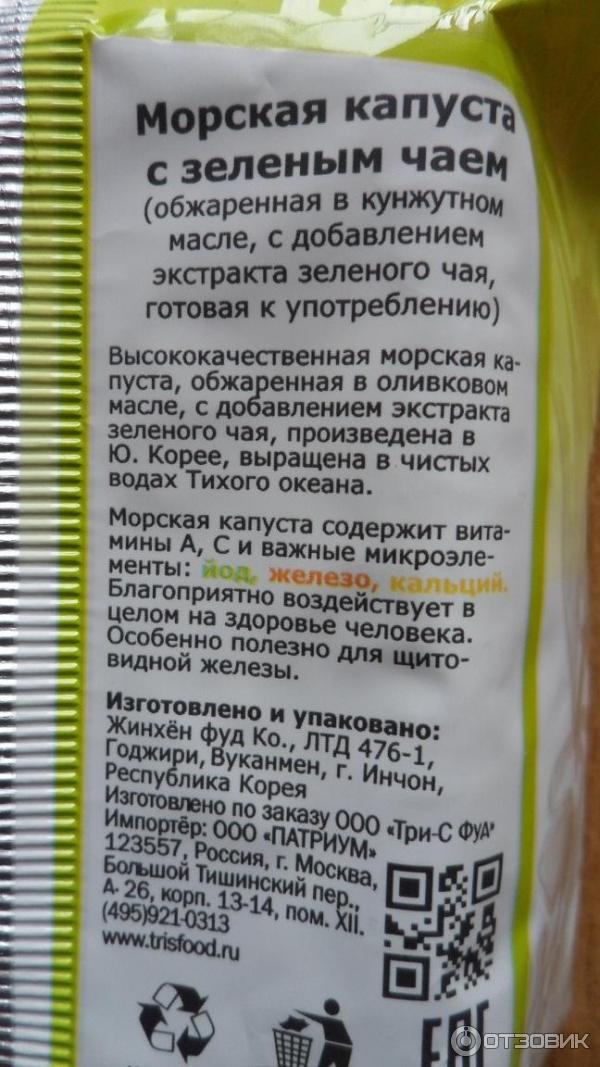 Морская капуста
с зеленым чаем
(обжаренная в кунжутном
масле, с добавлением
экстракта зеленого чая,
готовая к употреблению)
Высококачественная морская ка-
пуста, обжаренная в оливковом
масле, с добавлением экстракта
зеленого чая, произведена в
Ю. Корее, выращена в чистых
водах Тихого океана.
Морская капуста содержит вита-
мины А, С и важные микроэле-
менты: йод, железо, кальций.
Благоприятно воздействует в
целом на здоровье человека.
Особенно полезно для щито-
видной железы.
Изготовлено и упаковано:
Жинхён фуд Ко., ЛТД 476-1,
Годжири, Вуканмен, г. Инчон,
Республика Корея
Изготовлено по заказу ООО «Три-С Фуд»
Импортёр: ООО «ПАТРИУМ»
123557, Россия, г. Москва,
Большой Тишинский пер.,
д. 26, корп. 13-14, пом. XII.
(495)921-0313
www.trisfood.ru
EAC
ОТЗОВИК